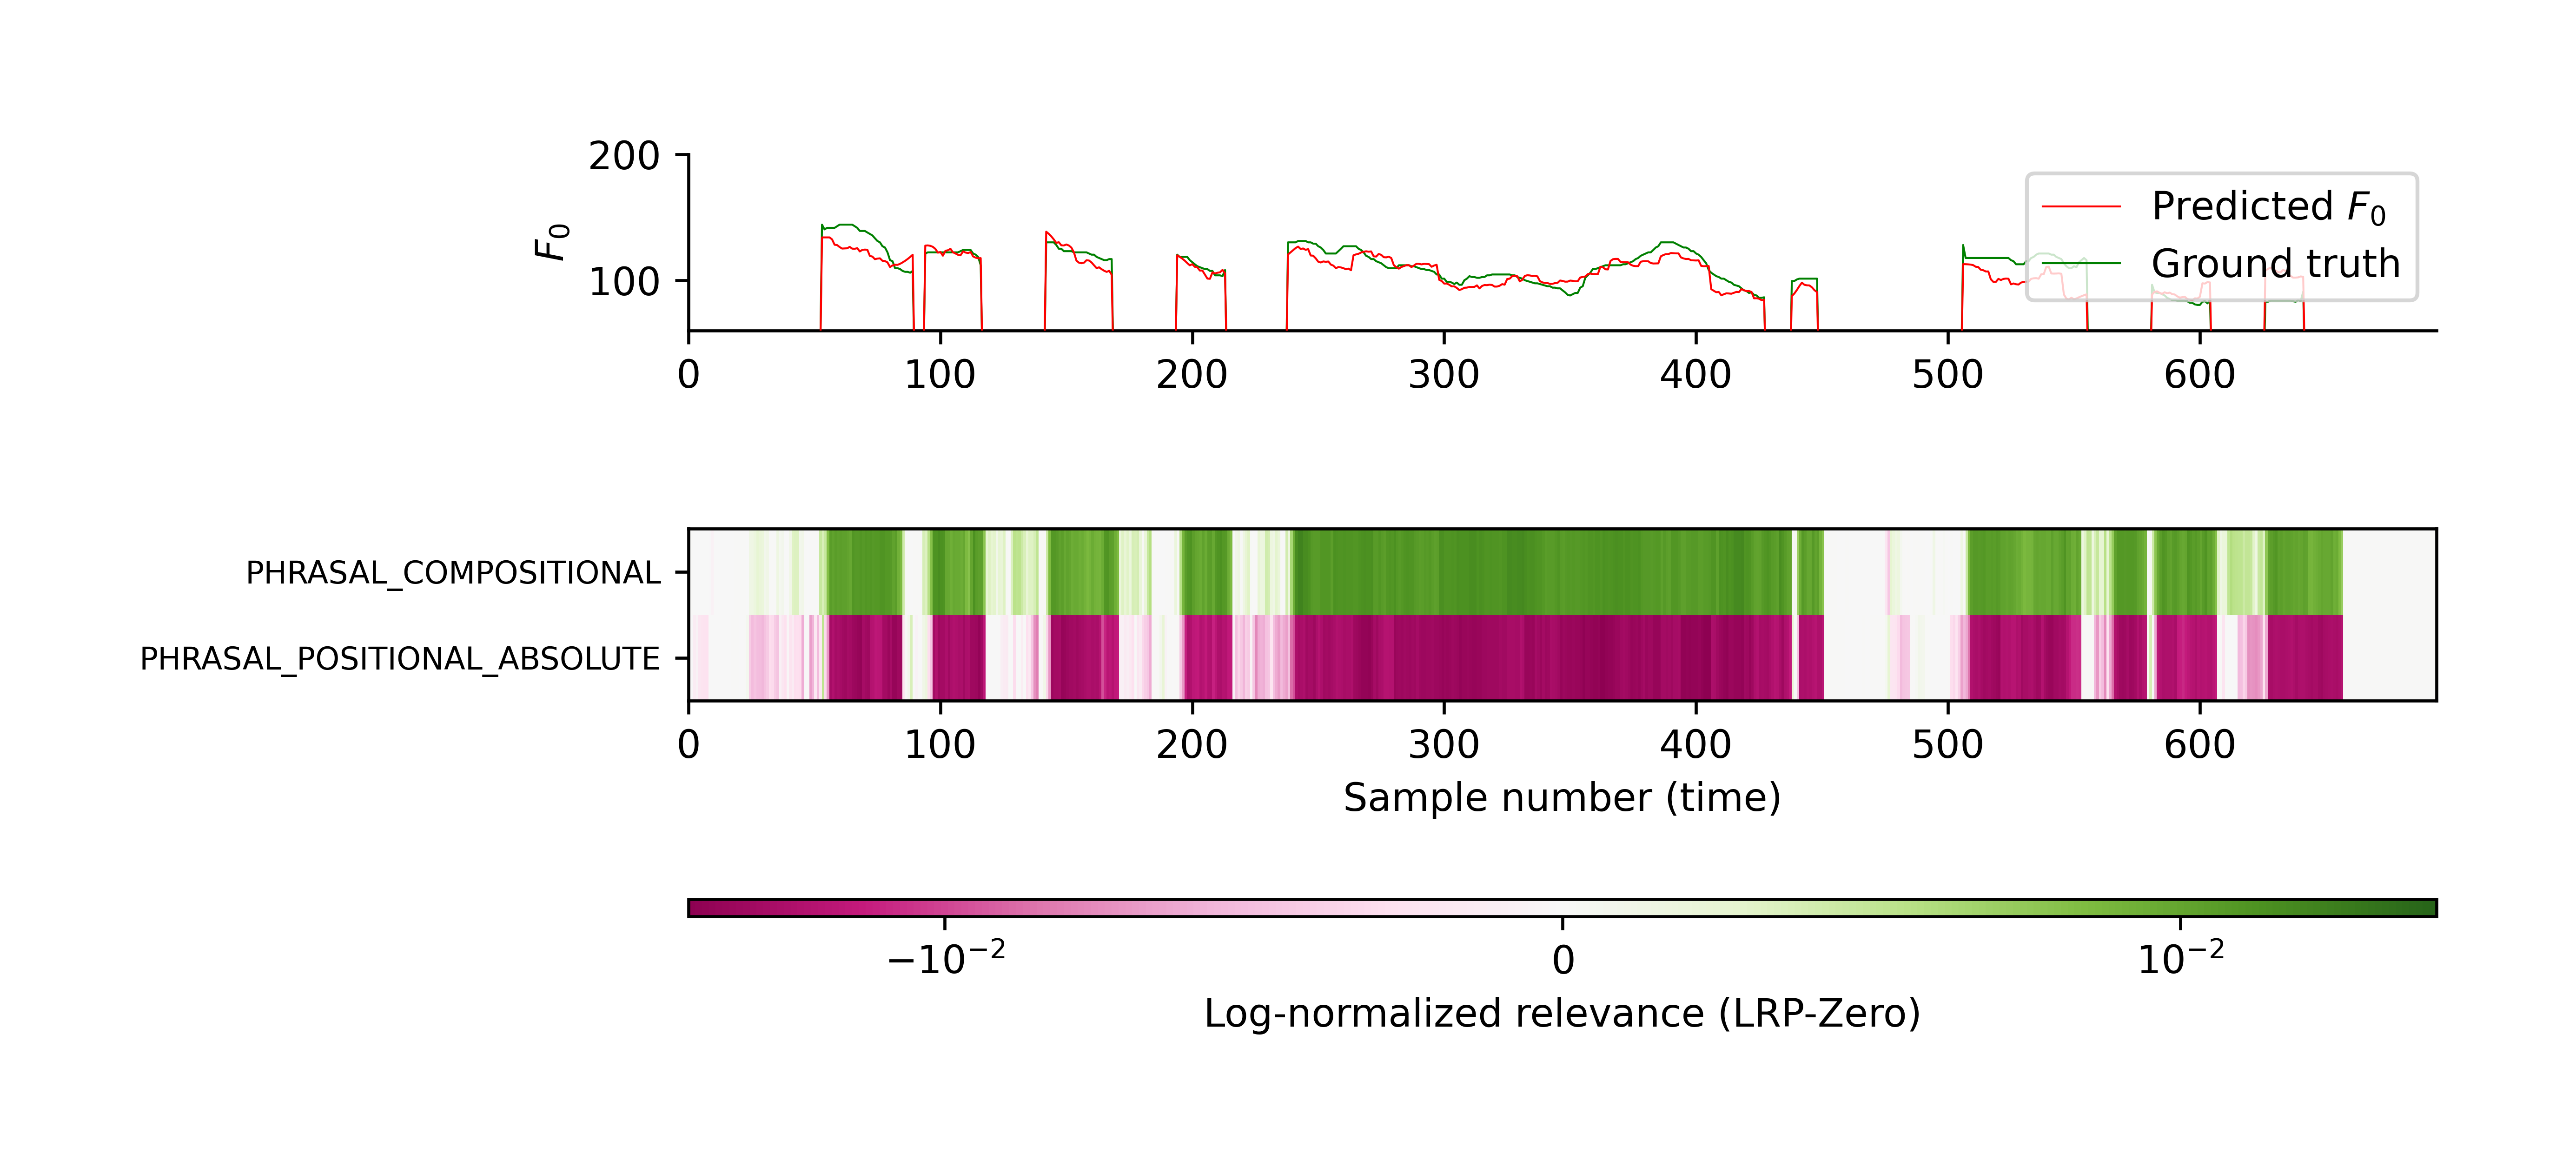 200
100
F₀
Predicted F₀
Ground truth
0 100 200 300 400 500 600
PHRASAL_COMPOSITIONAL
PHRASAL_POSITIONAL_ABSOLUTE
0 100 200 300 400 500 600
Sample number (time)
−10⁻² 0 10⁻²
Log-normalized relevance (LRP-Zero)